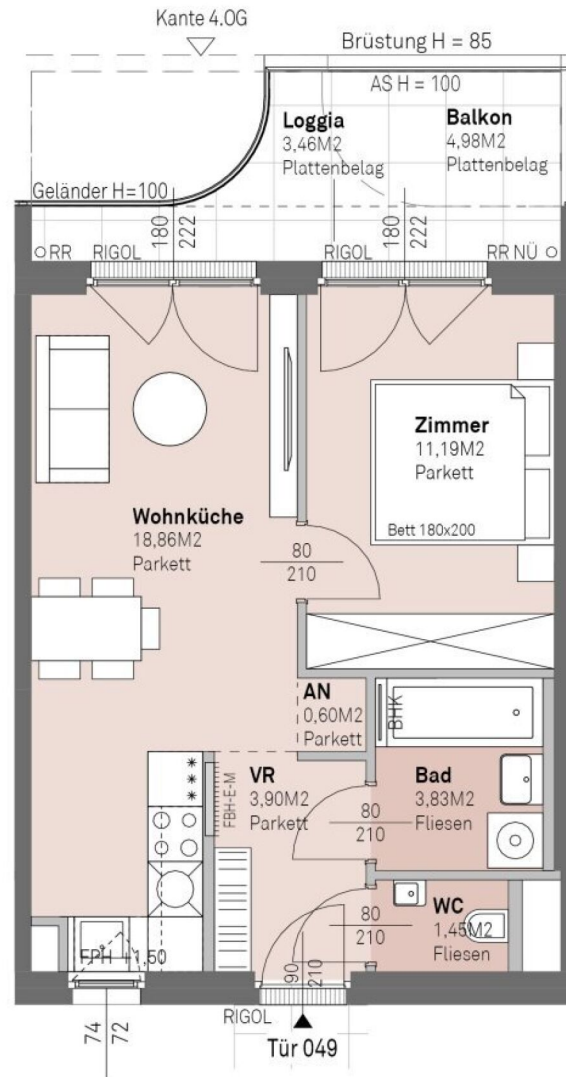 Kante 4.OG
Brüstung H = 85
AS H = 100
Loggia
3,46M2
Plattenbelag
Balkon
4,98M2
Plattenbelag
Geländer H=100
180
222
180
222
RR
RIGOL
RIGOL
RR NÜ
Zimmer
11,19M2
Parkett
Bett 180x200
Wohnküche
18,86M2
Parkett
80
210
AN
0,60M2
Parkett
BHK
VR
3,90M2
Parkett
FBH-E-M
80
210
Bad
3,83M2
Fliesen
80
210
WC
1,45M2
Fliesen
FPH +1,50
90
210
74
72
RIGOL
Tür 049